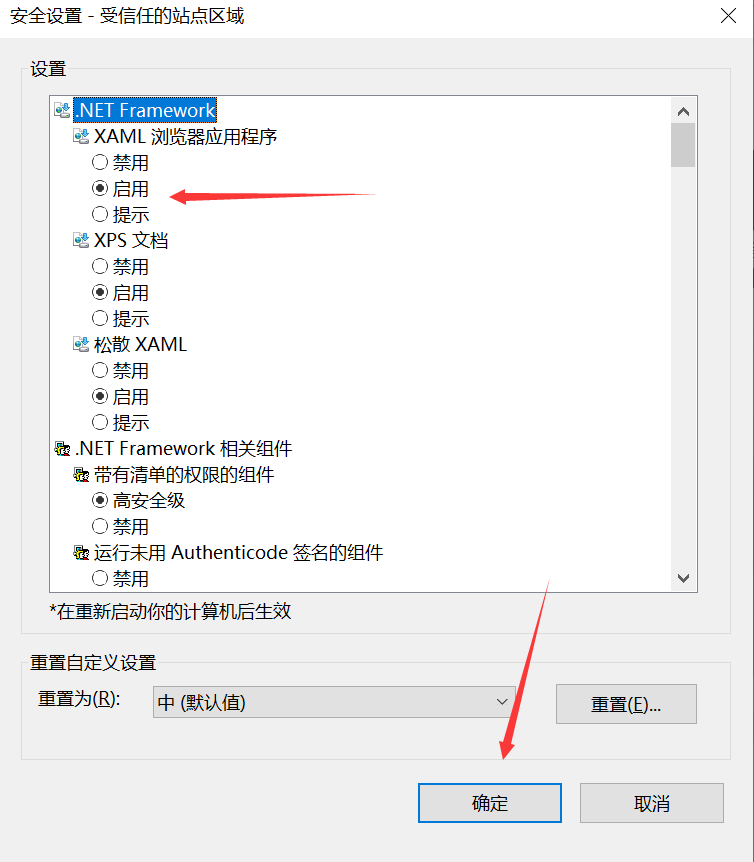 安全设置 - 受信任的站点区域
设置
.NET Framework
XAML 浏览器应用程序
禁用
启用
提示
XPS 文档
禁用
启用
提示
松散 XAML
禁用
启用
提示
.NET Framework 相关组件
带有清单的权限的组件
高安全级
禁用
运行未用 Authenticode 签名的组件
禁用
*在重新启动你的计算机后生效
重置自定义设置
重置为(R): 中 (默认值) 重置(E)...
确定 取消